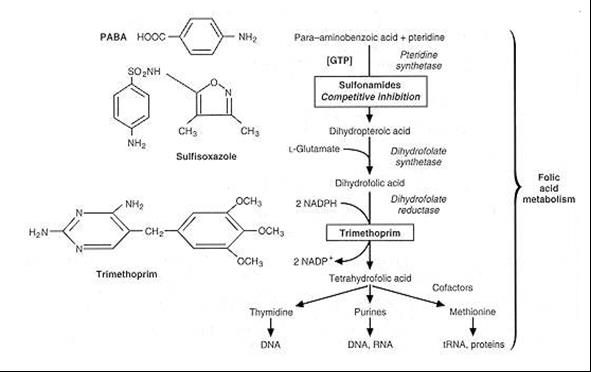 PABA HOOC NH2
SO2NH
O
N
CH3 CH3
NH2
Sulfisoxazole
NH2
N
H2N N
CH2
OCH3
OCH3
OCH3
Trimethoprim
Para–aminobenzoic acid + pteridine
[GTP]
Pteridine
synthetase
Sulfonamides
Competitive inhibition
Dihydropteroic acid
L-Glutamate
Dihydrofolate
synthetase
Dihydrofolic acid
2 NADPH
Dihydrofolate
reductase
Trimethoprim
2 NADP+
Tetrahydrofolic acid
Cofactors
Thymidine Purines Methionine
DNA DNA, RNA tRNA, proteins
Folic
acid
metabolism